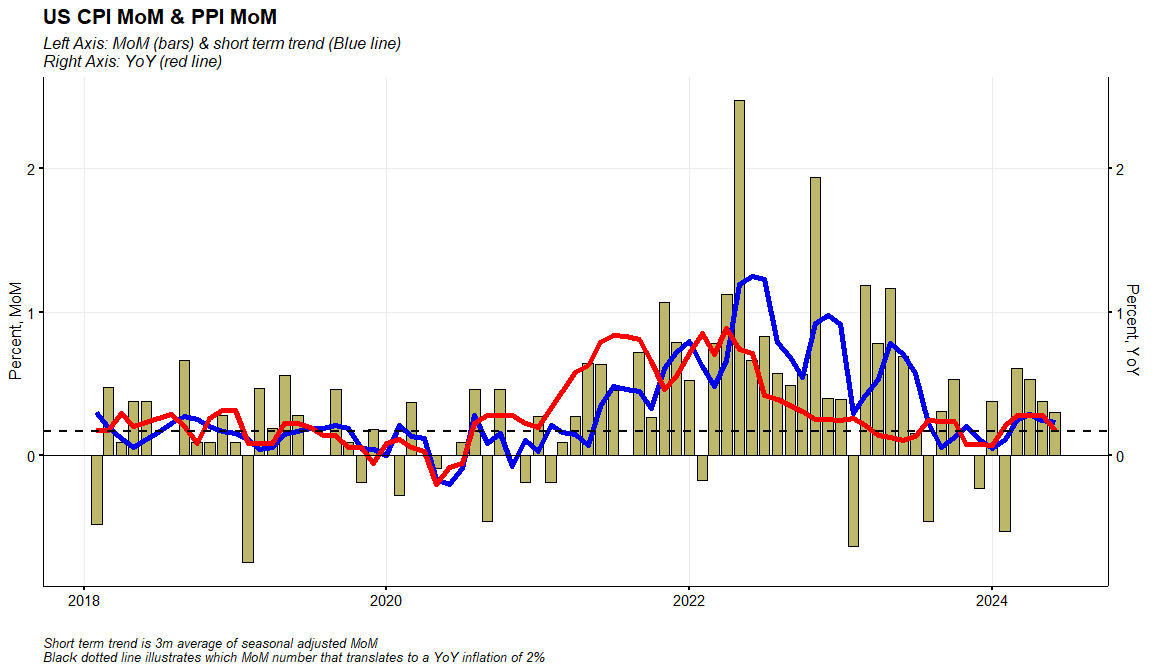 US CPI MoM & PPI MoM
Left Axis: MoM (bars) & short term trend (Blue line)
Right Axis: YoY (red line)
Percent, MoM
2
1
0
2
1
0
Percent, YoY
2018
2020
2022
2024
Short term trend is 3m average of seasonal adjusted MoM
Black dotted line illustrates which MoM number that translates to a YoY inflation of 2%